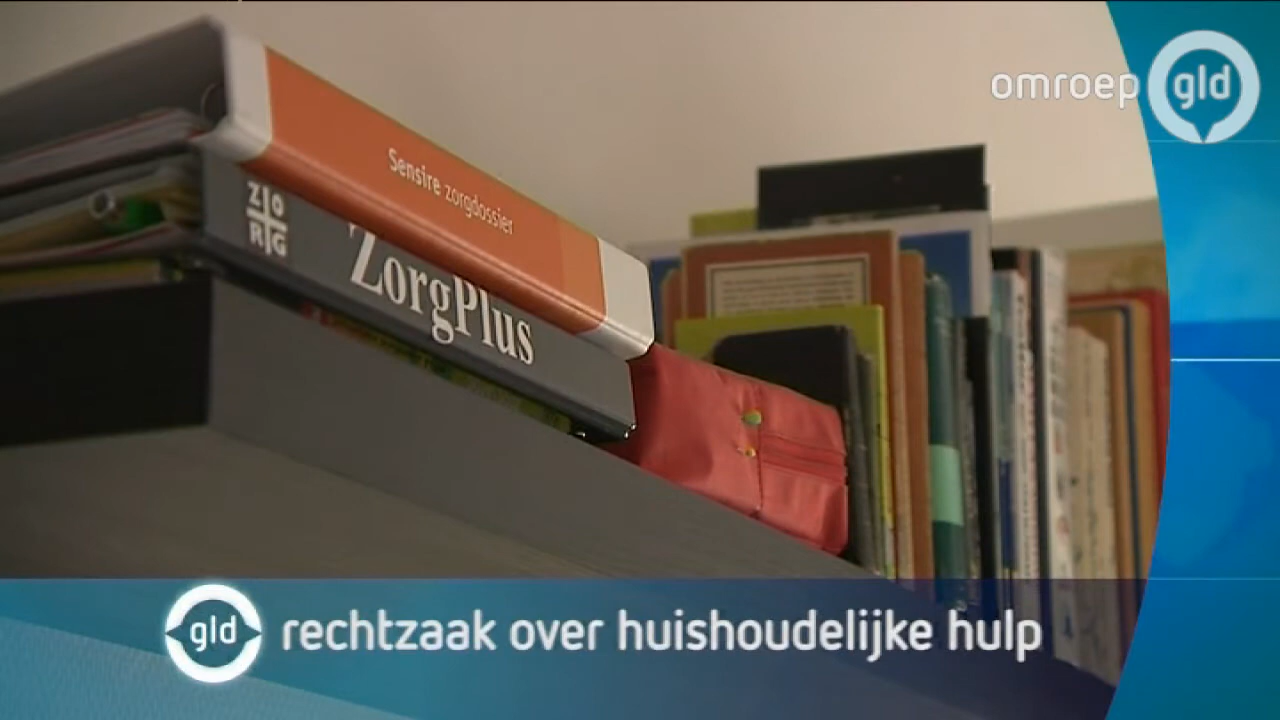 omroep gld
Sensire zorgdossier
ZORG
ZorgPlus
gld rechtzaak over huishoudelijke hulp